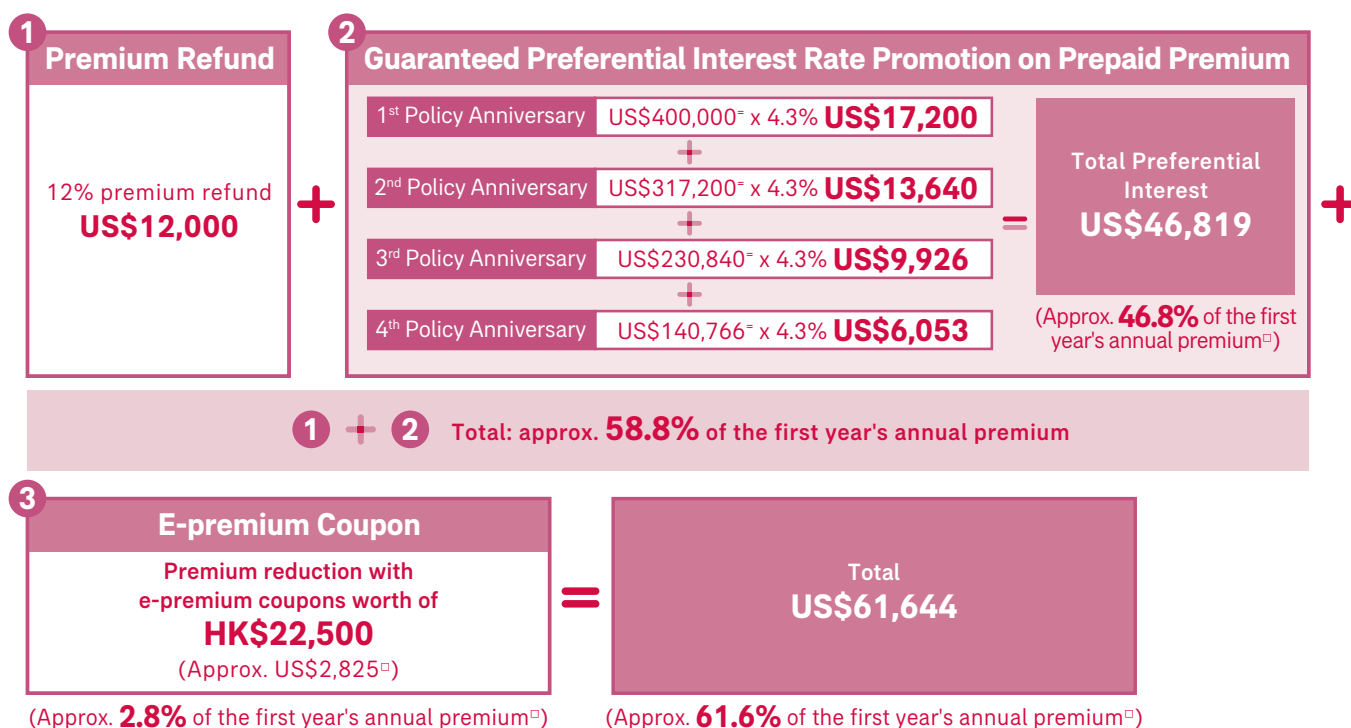 1
Premium Refund
12% premium refund
US$12,000
+
2
Guaranteed Preferential Interest Rate Promotion on Prepaid Premium
1st Policy Anniversary US$400,000= x 4.3% US$17,200
+
2nd Policy Anniversary US$317,200= x 4.3% US$13,640
+
3rd Policy Anniversary US$230,840= x 4.3% US$9,926
+
4th Policy Anniversary US$140,766= x 4.3% US$6,053
=
Total Preferential
Interest
US$46,819
(Approx. 46.8% of the first
year's annual premium□)
+
1 + 2 Total: approx. 58.8% of the first year's annual premium
3
E-premium Coupon
Premium reduction with
e-premium coupons worth of
HK$22,500
(Approx. US$2,825□)
(Approx. 2.8% of the first year's annual premium□)
=
Total
US$61,644
(Approx. 61.6% of the first year's annual premium□)